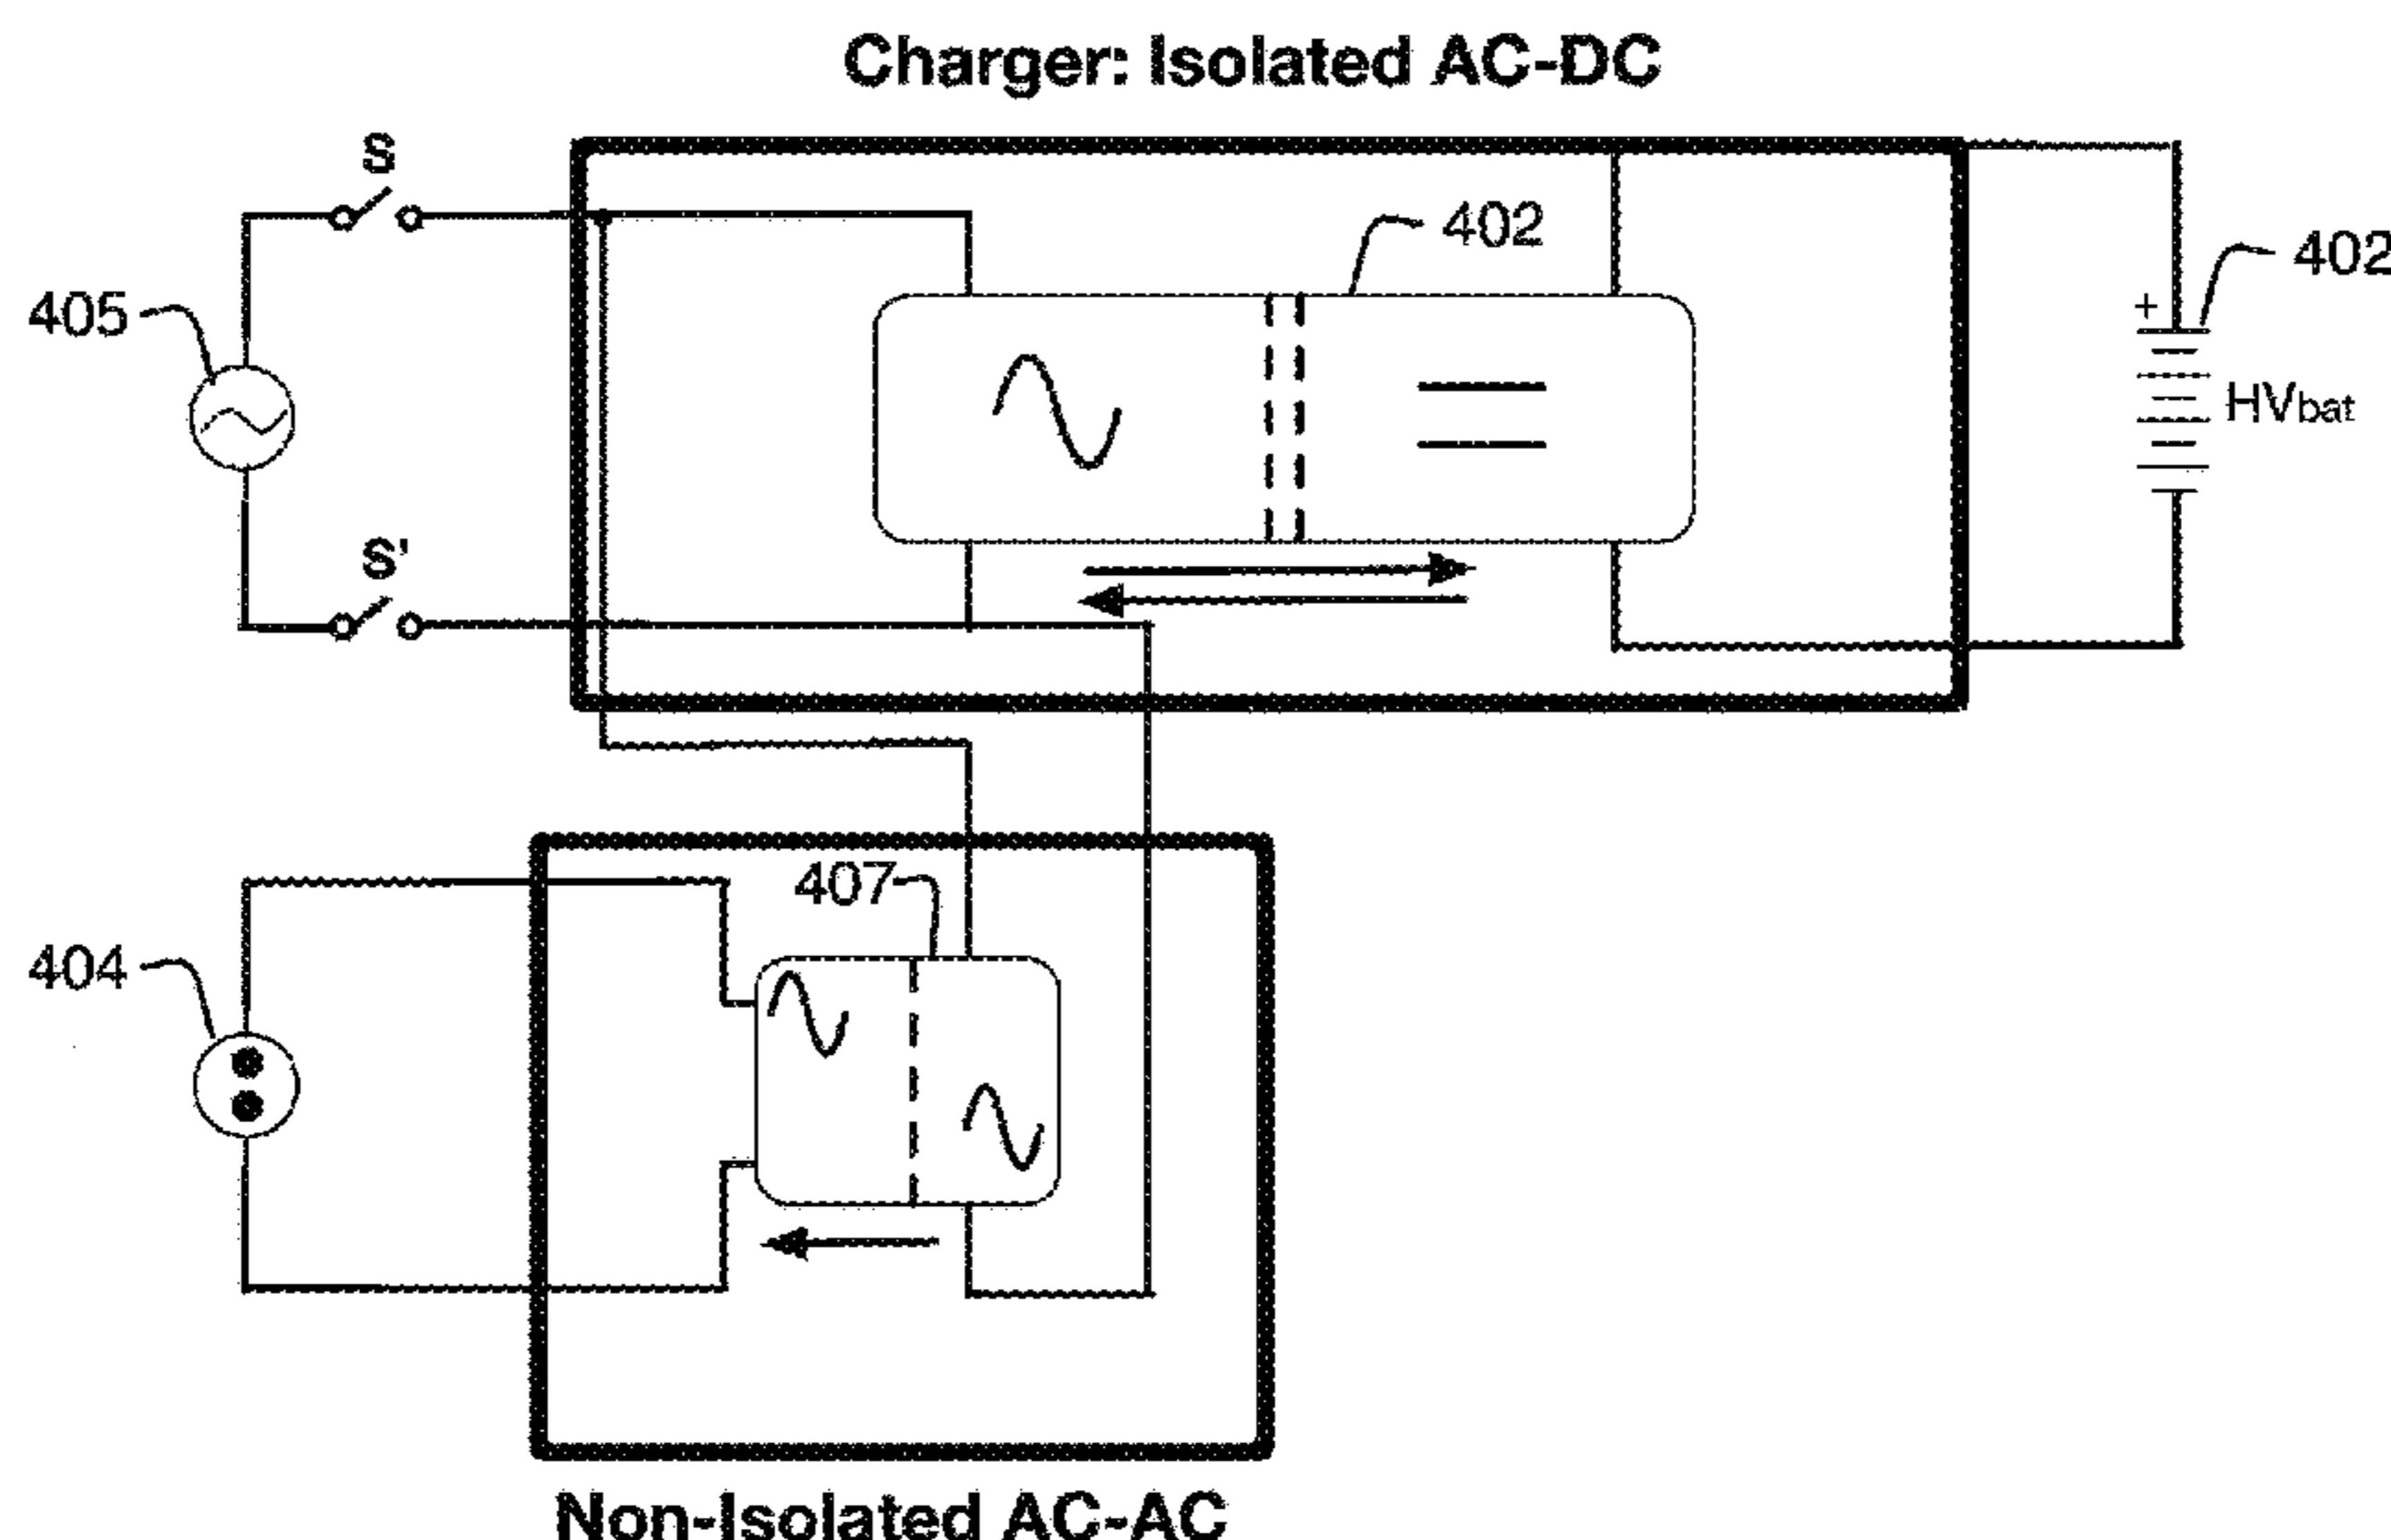 Charger: Isolated AC-DC
S
402
402
405
+
HVbat
S'
407
404
Non-Isolated AC-AC